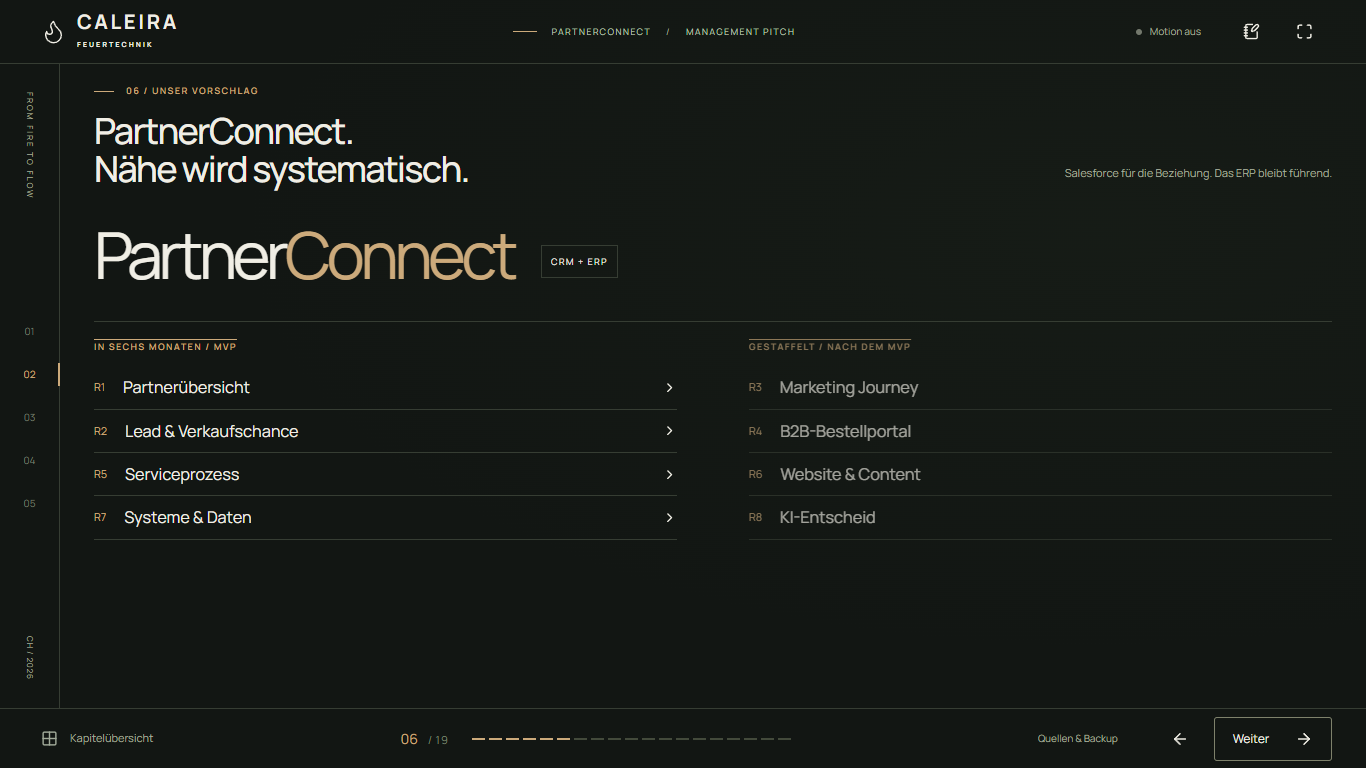 CALEIRA
FEUERTECHNIK
PARTNERCONNECT / MANAGEMENT PITCH
Motion aus
FROM FIRE TO FLOW
06 / UNSER VORSCHLAG
PartnerConnect.
Nähe wird systematisch.
Salesforce für die Beziehung. Das ERP bleibt führend.
PartnerConnect
CRM + ERP
01
02
03
04
05
IN SECHS MONATEN / MVP
R1 Partnerübersicht
R2 Lead & Verkaufschance
R5 Serviceprozess
R7 Systeme & Daten
GESTAFFELT / NACH DEM MVP
R3 Marketing Journey
R4 B2B-Bestellportal
R6 Website & Content
R8 KI-Entscheid
CH / 2026
Kapitelübersicht
06 / 19
Quellen & Backup
Weiter